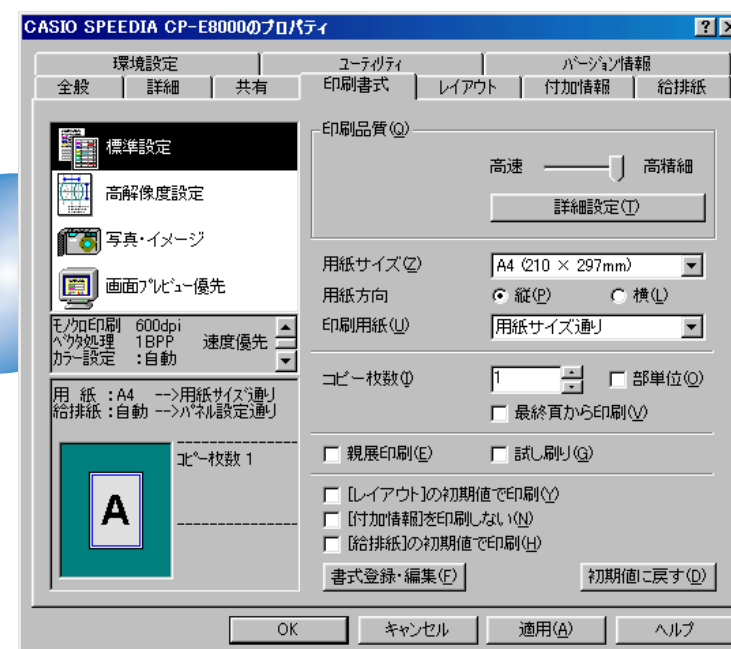 CASIO SPEEDIA CP-E8000のプロパティ
環境設定 ユーティリティ バージョン情報
全般 詳細 共有 印刷書式 レイアウト 付加情報 給排紙
標準設定
高解像度設定
写真・イメージ
画面プレビュー優先
モノクロ印刷 600dpi
ベクタ処理 1BPP 速度優先
カラー設定 :自動
用 紙 :A4 -->用紙サイズ通り
給排紙:自動 -->パネル設定通り
コピー枚数 1
A
印刷品質(Q)
高速 高精細
詳細設定(T)
用紙サイズ(Z) A4 (210 × 297mm)
用紙方向 縦(P) 横(L)
印刷用紙(U) 用紙サイズ通り
コピー枚数(I) 1 部単位(O)
最終頁から印刷(V)
親展印刷(E) 試し刷り(G)
[レイアウト]の初期値で印刷(Y)
[付加情報]を印刷しない(N)
[給排紙]の初期値で印刷(H)
書式登録・編集(F) 初期値に戻す(D)
OK キャンセル 適用(A) ヘルプ